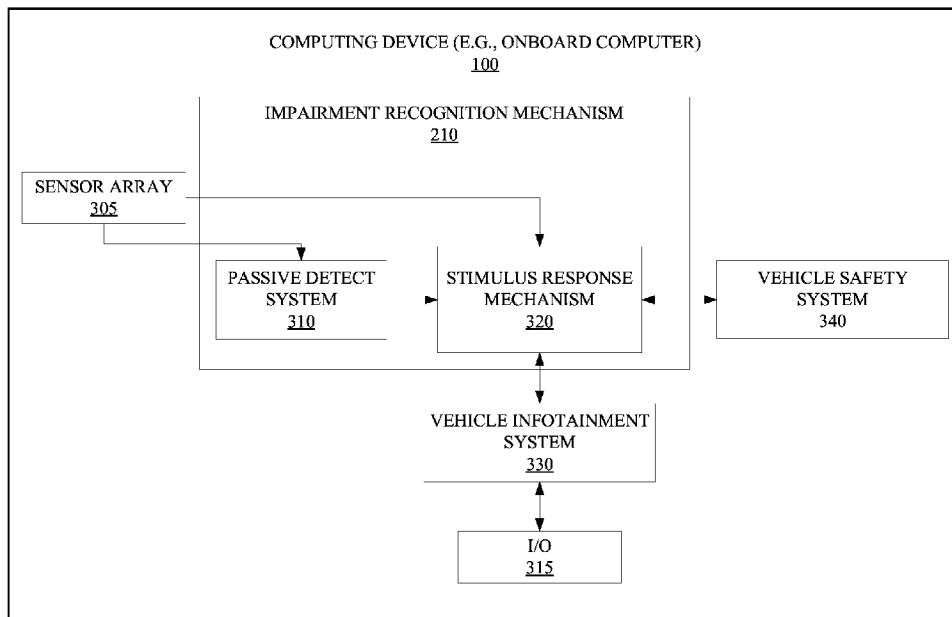 COMPUTING DEVICE (E.G., ONBOARD COMPUTER)
100
IMPAIRMENT RECOGNITION MECHANISM
210
SENSOR ARRAY
305
PASSIVE DETECT
SYSTEM
310
STIMULUS RESPONSE
MECHANISM
320
VEHICLE SAFETY
SYSTEM
340
VEHICLE INFOTAINMENT
SYSTEM
330
I/O
315